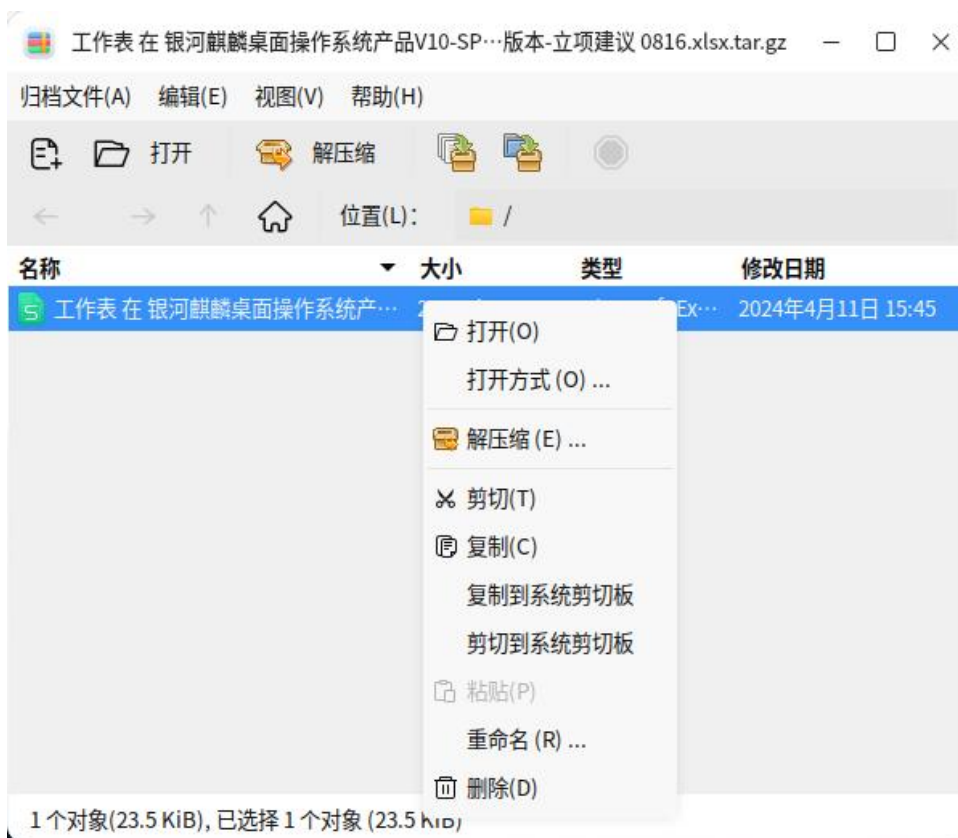 工作表 在 银河麒麟桌面操作系统产品V10-SP…版本-立项建议 0816.xlsx.tar.gz
归档文件(A) 编辑(E) 视图(V) 帮助(H)
打开 解压缩
位置(L): /
名称 大小 类型 修改日期
工作表 在 银河麒麟桌面操作系统产… Ex… 2024年4月11日 15:45
打开(O)
打开方式 (O) ...
解压缩 (E) ...
剪切(T)
复制(C)
复制到系统剪切板
剪切到系统剪切板
粘贴(P)
重命名 (R) ...
删除(D)
1 个对象(23.5 KiB), 已选择 1 个对象 (23.5 KiB)